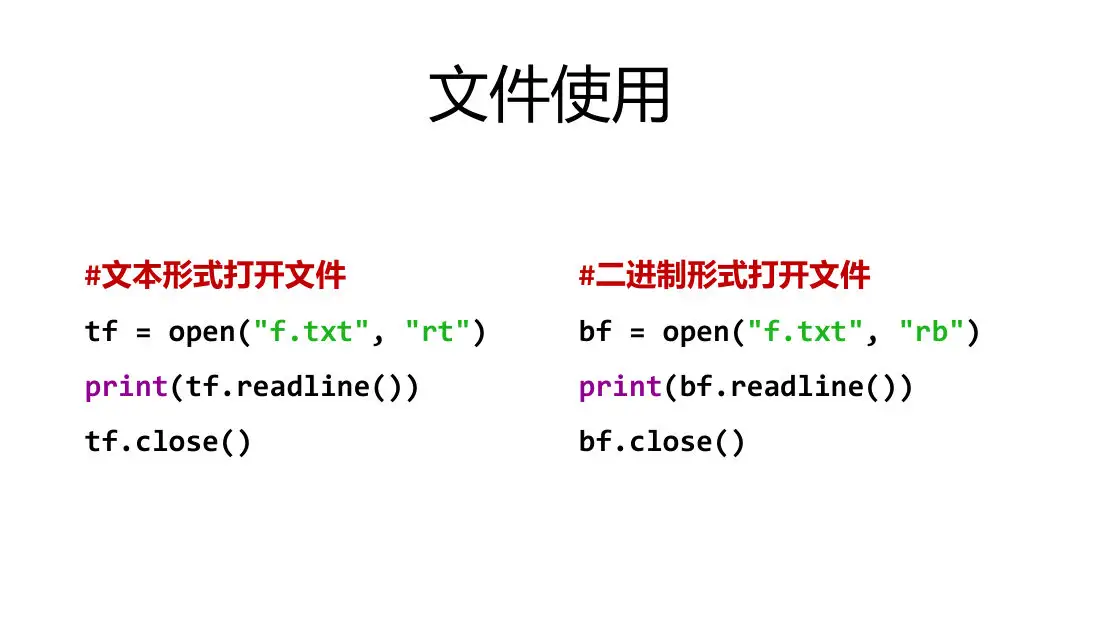 文件使用
#文本形式打开文件
tf = open("f.txt", "rt")
print(tf.readline())
tf.close()
#二进制形式打开文件
bf = open("f.txt", "rb")
print(bf.readline())
bf.close()